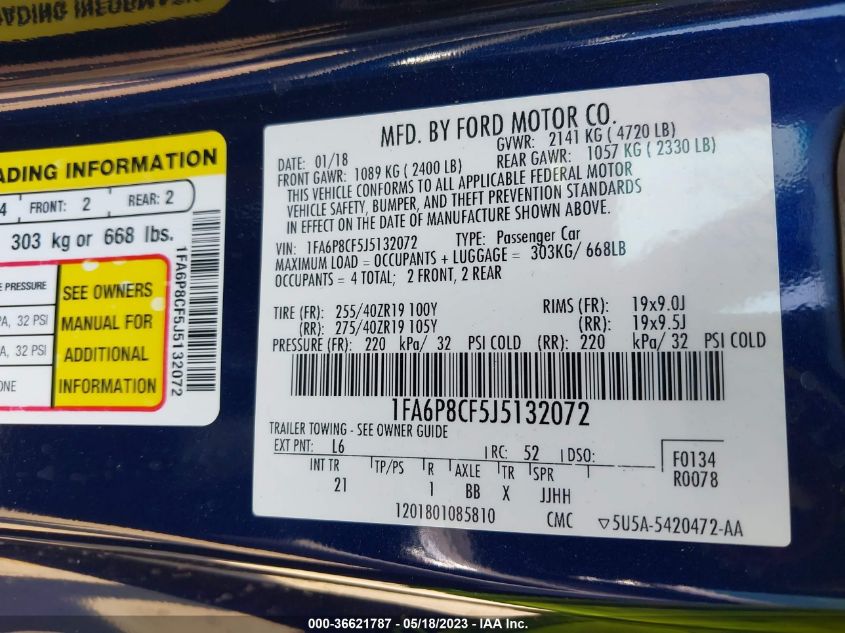 ADING INFORMATION
4 FRONT: 2 REAR: 2
303 kg or 668 lbs.
E PRESSURE
A, 32 PSI
A, 32 PSI
ONE
SEE OWNERS
MANUAL FOR
ADDITIONAL
INFORMATION
1FA6P8CF5J5132072
MFD. BY FORD MOTOR CO.
DATE: 01/18 GVWR: 2141 KG ( 4720 LB)
FRONT GAWR: 1089 KG ( 2400 LB) REAR GAWR: 1057 KG ( 2330 LB)
THIS VEHICLE CONFORMS TO ALL APPLICABLE FEDERAL MOTOR
VEHICLE SAFETY, BUMPER, AND THEFT PREVENTION STANDARDS
IN EFFECT ON THE DATE OF MANUFACTURE SHOWN ABOVE.
VIN: 1FA6P8CF5J5132072 TYPE: Passenger Car
MAXIMUM LOAD = OCCUPANTS + LUGGAGE = 303KG/ 668LB
OCCUPANTS = 4 TOTAL; 2 FRONT, 2 REAR
TIRE (FR): 255/40ZR19 100Y RIMS (FR): 19x9.0J
(RR): 275/40ZR19 105Y (RR): 19x9.5J
PRESSURE (FR): 220 kPa/ 32 PSI COLD (RR): 220 kPa/ 32 PSI COLD
1FA6P8CF5J5132072
TRAILER TOWING - SEE OWNER GUIDE
EXT PNT: L6 RC: 52 DSO: F0134
INT TR TP/PS R AXLE TR SPR R0078
21 1 BB X JJHH
1201801085810 CMC ▽5U5A-5420472-AA
000-36621787 - 05/18/2023 - IAA Inc.